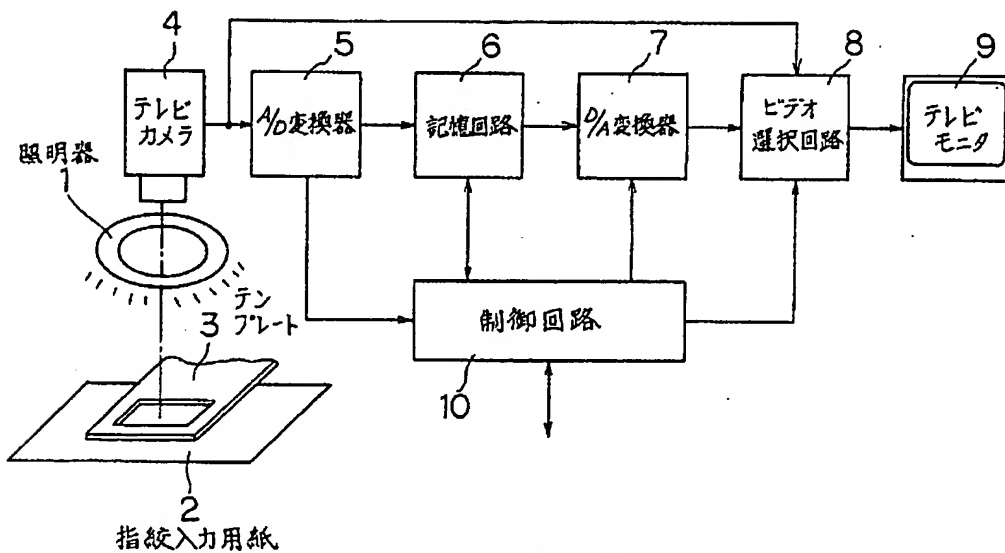 4
5
6
7
8
9
テレビ
カメラ
A/D変換器
記憶回路
D/A変換器
ビデオ
選択回路
テレビ
モニタ
照明器
1
テン
プレート
3
制御回路
10
2
指紋入力用紙